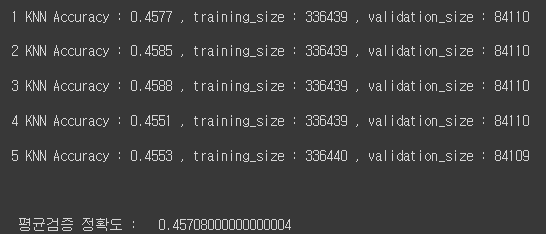 1 KNN Accuracy : 0.4577 , training_size : 336439 , validation_size : 84110
2 KNN Accuracy : 0.4585 , training_size : 336439 , validation_size : 84110
3 KNN Accuracy : 0.4588 , training_size : 336439 , validation_size : 84110
4 KNN Accuracy : 0.4551 , training_size : 336439 , validation_size : 84110
5 KNN Accuracy : 0.4553 , training_size : 336440 , validation_size : 84109
평균검증 정확도 : 0.45708000000000004